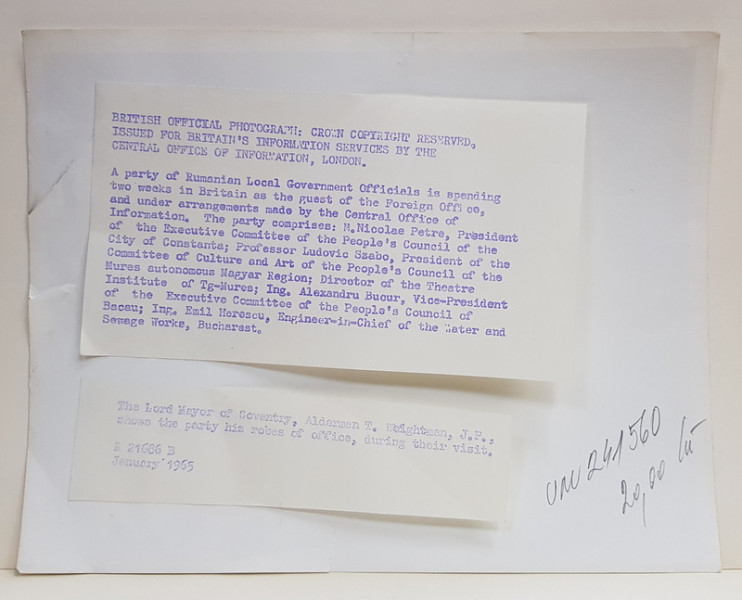 BRITISH OFFICIAL PHOTOGRAPH: CROWN COPYRIGHT RESERVED.
ISSUED FOR BRITAIN'S INFORMATION SERVICES BY THE
CENTRAL OFFICE OF INFORMATION, LONDON.
A party of Rumanian Local Government Officials is spending
two weeks in Britain as the guest of the Foreign Office,
and under arrangements made by the Central Office of
Information. The party comprises: M.Nicolae Petre, President
of the Executive Committee of the People's Council of the
City of Constanta; Professor Ludovic Szabo, President of the
Committee of Culture and Art of the People's Council of the
Mures autonomous Magyar Region; Director of the Theatre
Institute of Tg-Mures; Ing. Alexandru Bucur, Vice-President
of the Executive Committee of the People's Council of
Bacau; Ing. Emil Herescu, Engineer-in-Chief of the Water and
Sewage Works, Bucharest.
The Lord Mayor of Coventry, Alderman T. Weightman, J.P.,
shows the party his robes of office, during their visit.
21686 B
January 1965
241560
20,00